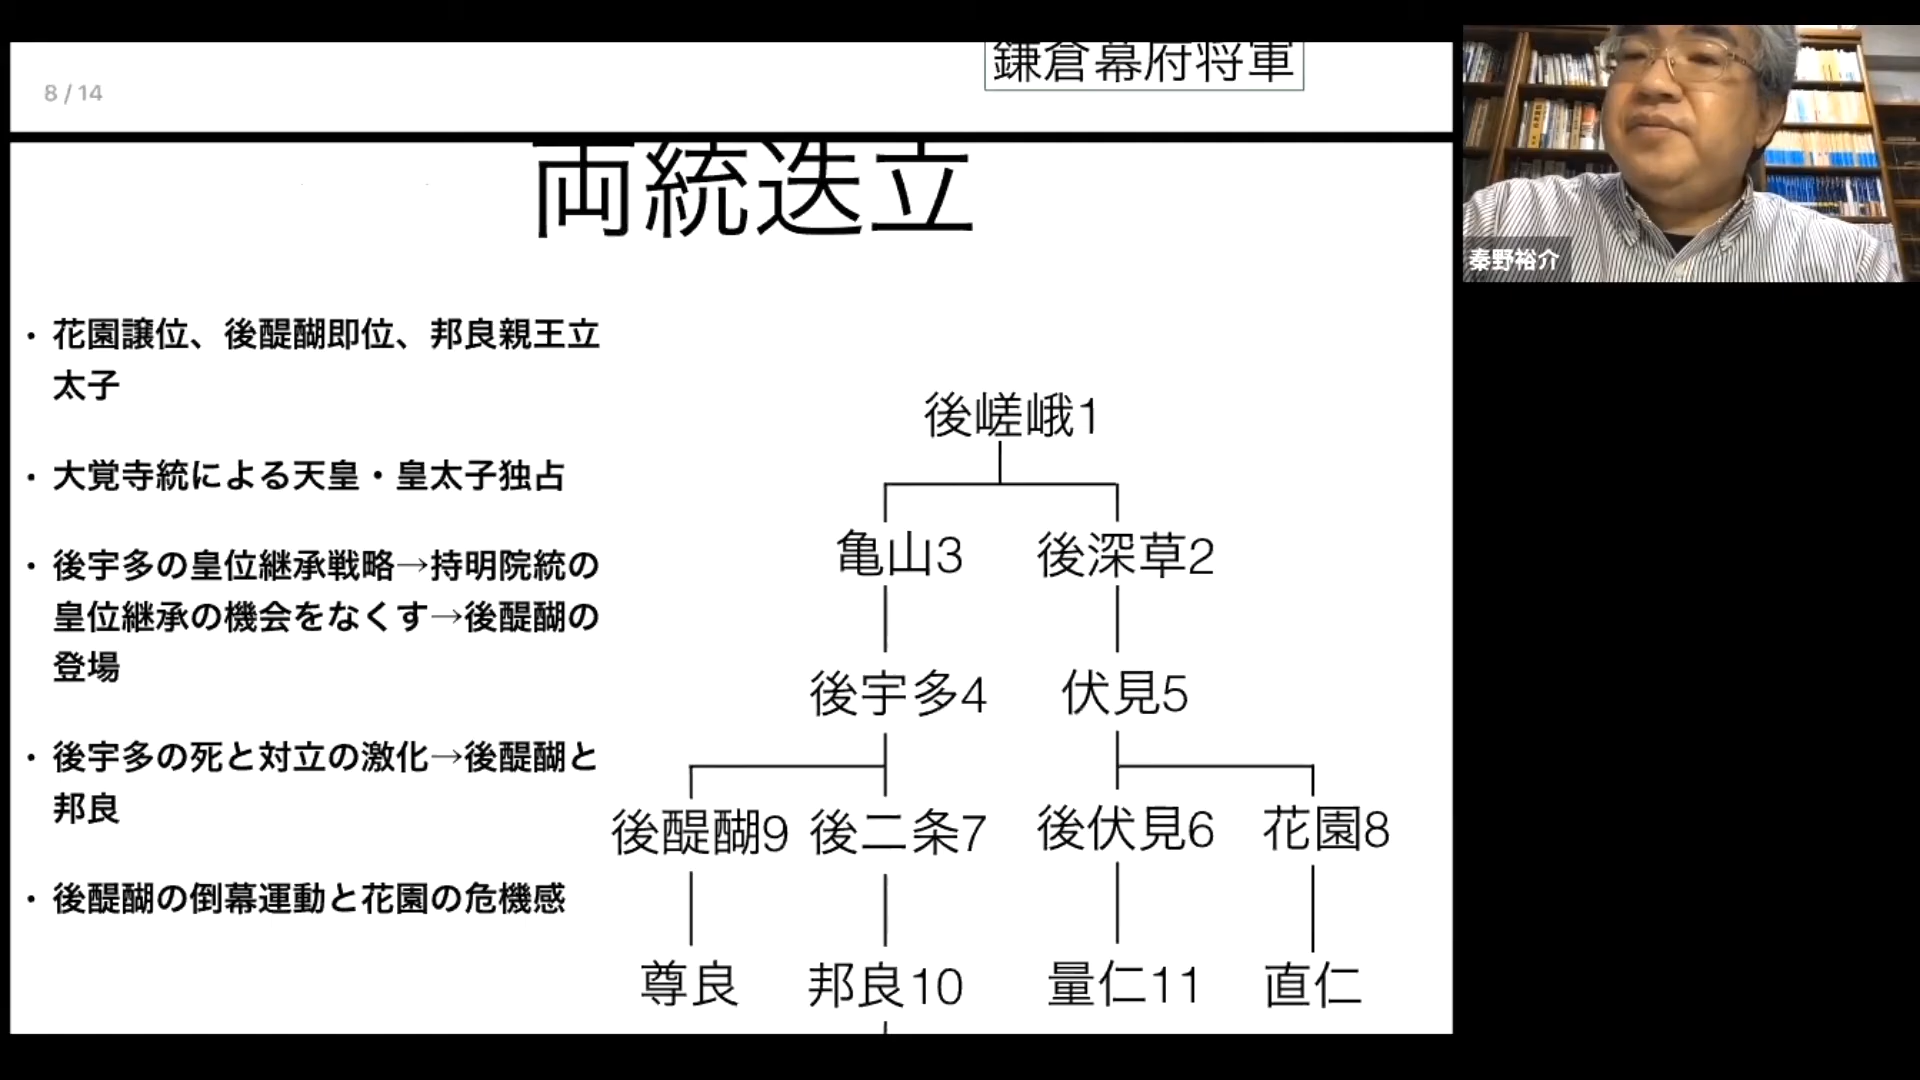 鎌倉幕府将軍
8 / 14
両統迭立
秦野裕介
・ 花園譲位、後醍醐即位、邦良親王立
太子
・ 大覚寺統による天皇・皇太子独占
・ 後宇多の皇位継承戦略→持明院統の
皇位継承の機会をなくす→後醍醐の
登場
・ 後宇多の死と対立の激化→後醍醐と
邦良
・ 後醍醐の倒幕運動と花園の危機感
後嵯峨1
亀山3 後深草2
後宇多4 伏見5
後醍醐9 後二条7 後伏見6 花園8
尊良 邦良10 量仁11 直仁